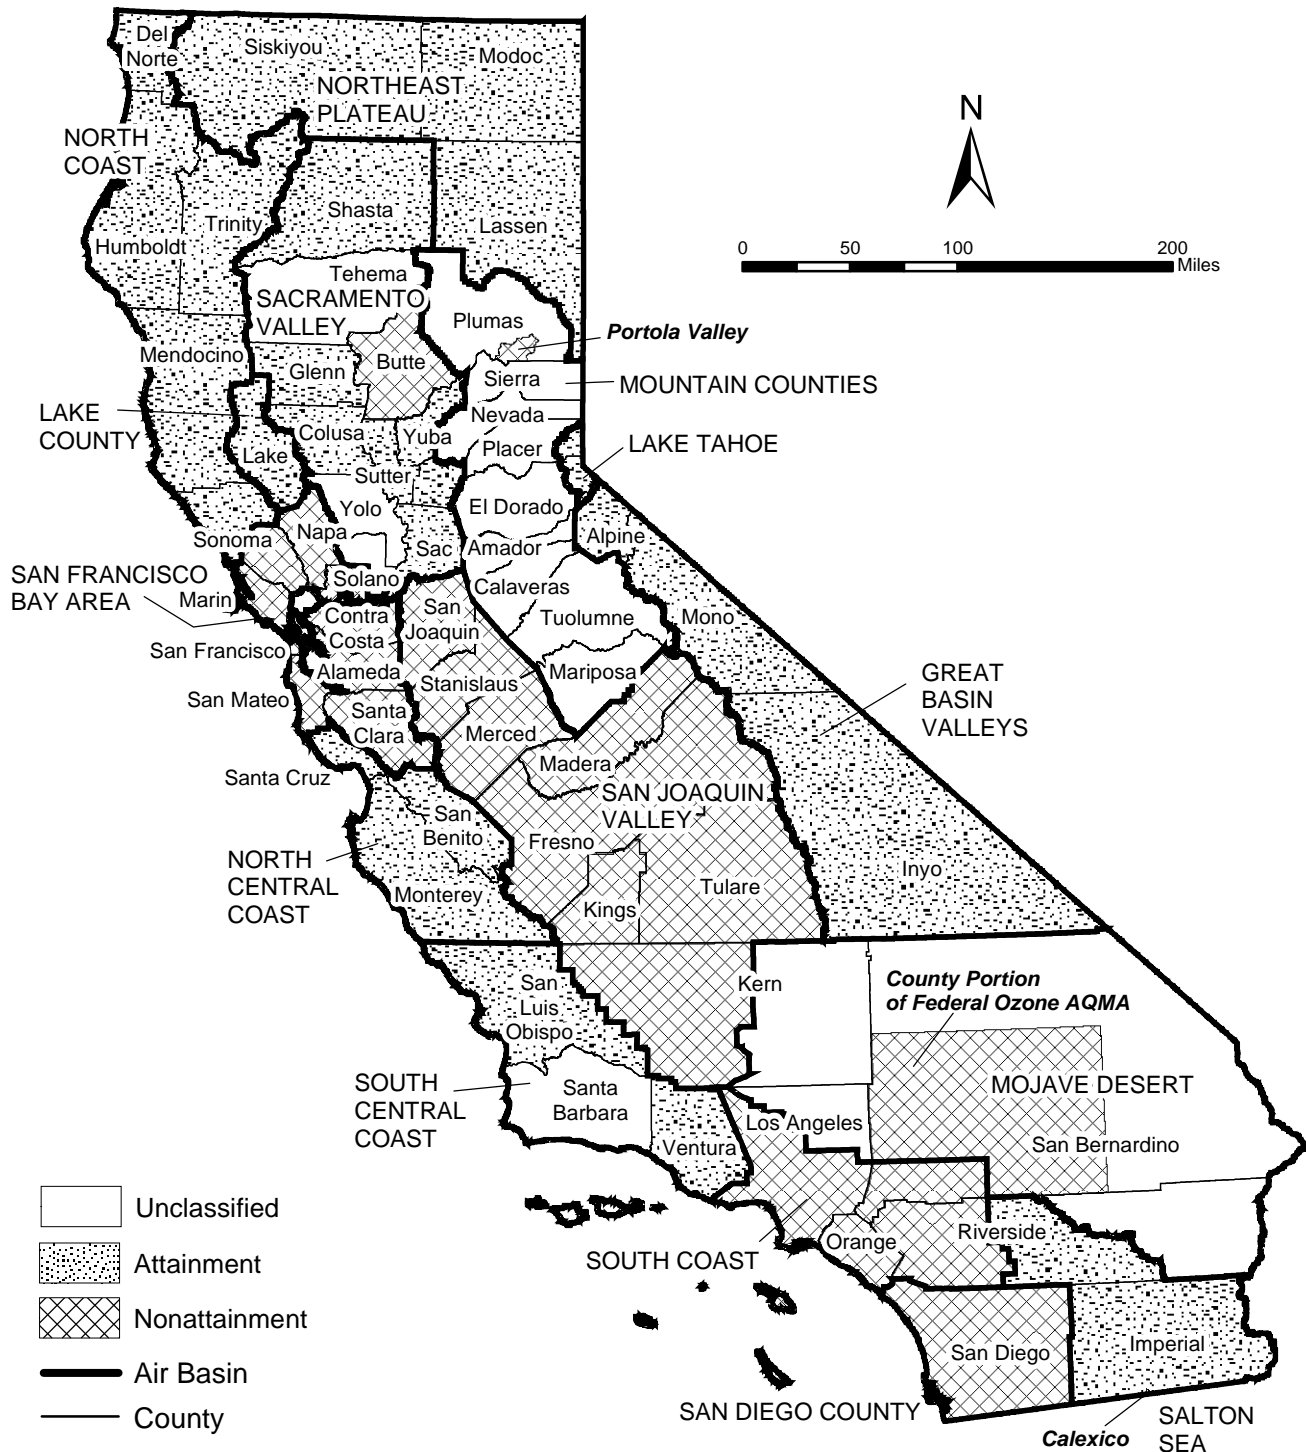 Del
Norte
Siskiyou
Modoc
NORTHEAST
PLATEAU
NORTH
COAST
N
Shasta
Trinity
Lassen
Humboldt
0 50 100 200
Miles
Tehema
SACRAMENTO
VALLEY
Plumas
Portola Valley
Mendocino
Butte
Glenn
Sierra
MOUNTAIN COUNTIES
LAKE
COUNTY
Nevada
Colusa
Yuba
Placer
LAKE TAHOE
Lake
Sutter
Yolo
El Dorado
Napa
Sonoma
Sac
Amador
Alpine
SAN FRANCISCO
BAY AREA
Solano
Calaveras
Marin
San
Joaquin
Contra
Costa
Tuolumne
Mono
San Francisco
Alameda
Stanislaus
Mariposa
GREAT
BASIN
VALLEYS
San Mateo
Santa
Clara
Merced
Madera
Santa Cruz
SAN JOAQUIN
VALLEY
San
Benito
Fresno
NORTH
CENTRAL
COAST
Inyo
Monterey
Kings
Tulare
Kern
County Portion
of Federal Ozone AQMA
San
Luis
Obispo
SOUTH
CENTRAL
COAST
Santa
Barbara
MOJAVE DESERT
Los Angeles
San Bernardino
Ventura
Unclassified
Riverside
Orange
SOUTH COAST
Attainment
Nonattainment
Imperial
San Diego
Air Basin
SAN DIEGO COUNTY
County
Calexico
SALTON
SEA